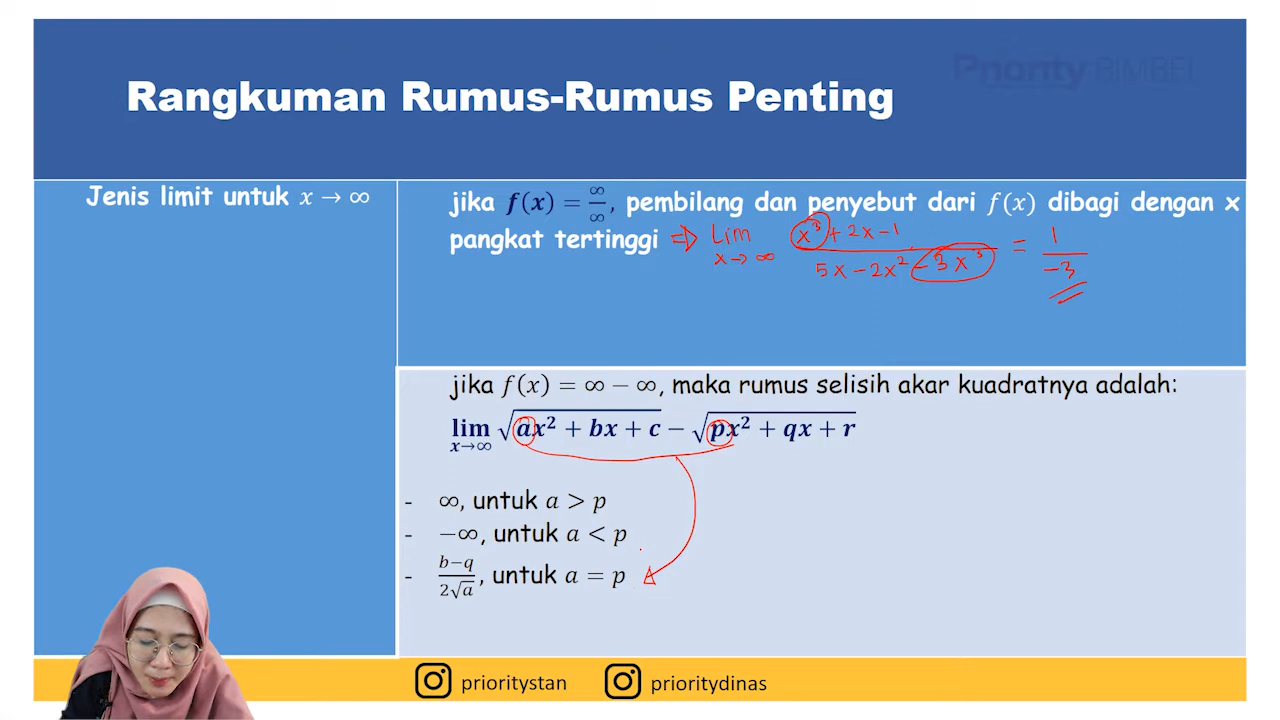 Priority BIMBEL
Rangkuman Rumus-Rumus Penting
Jenis limit untuk x → ∞
jika f(x) = ∞/∞, pembilang dan penyebut dari f(x) dibagi dengan x
pangkat tertinggi ⇒ Lim x→∞ (x³ + 2x − 1)/(5x − 2x² − 3x³) = 1/−3
jika f(x) = ∞ − ∞, maka rumus selisih akar kuadratnya adalah:
lim x→∞ √(ax² + bx + c) − √(px² + qx + r)
- ∞, untuk a > p
- −∞, untuk a < p
- (b−q)/(2√a), untuk a = p
prioritystan prioritydinas